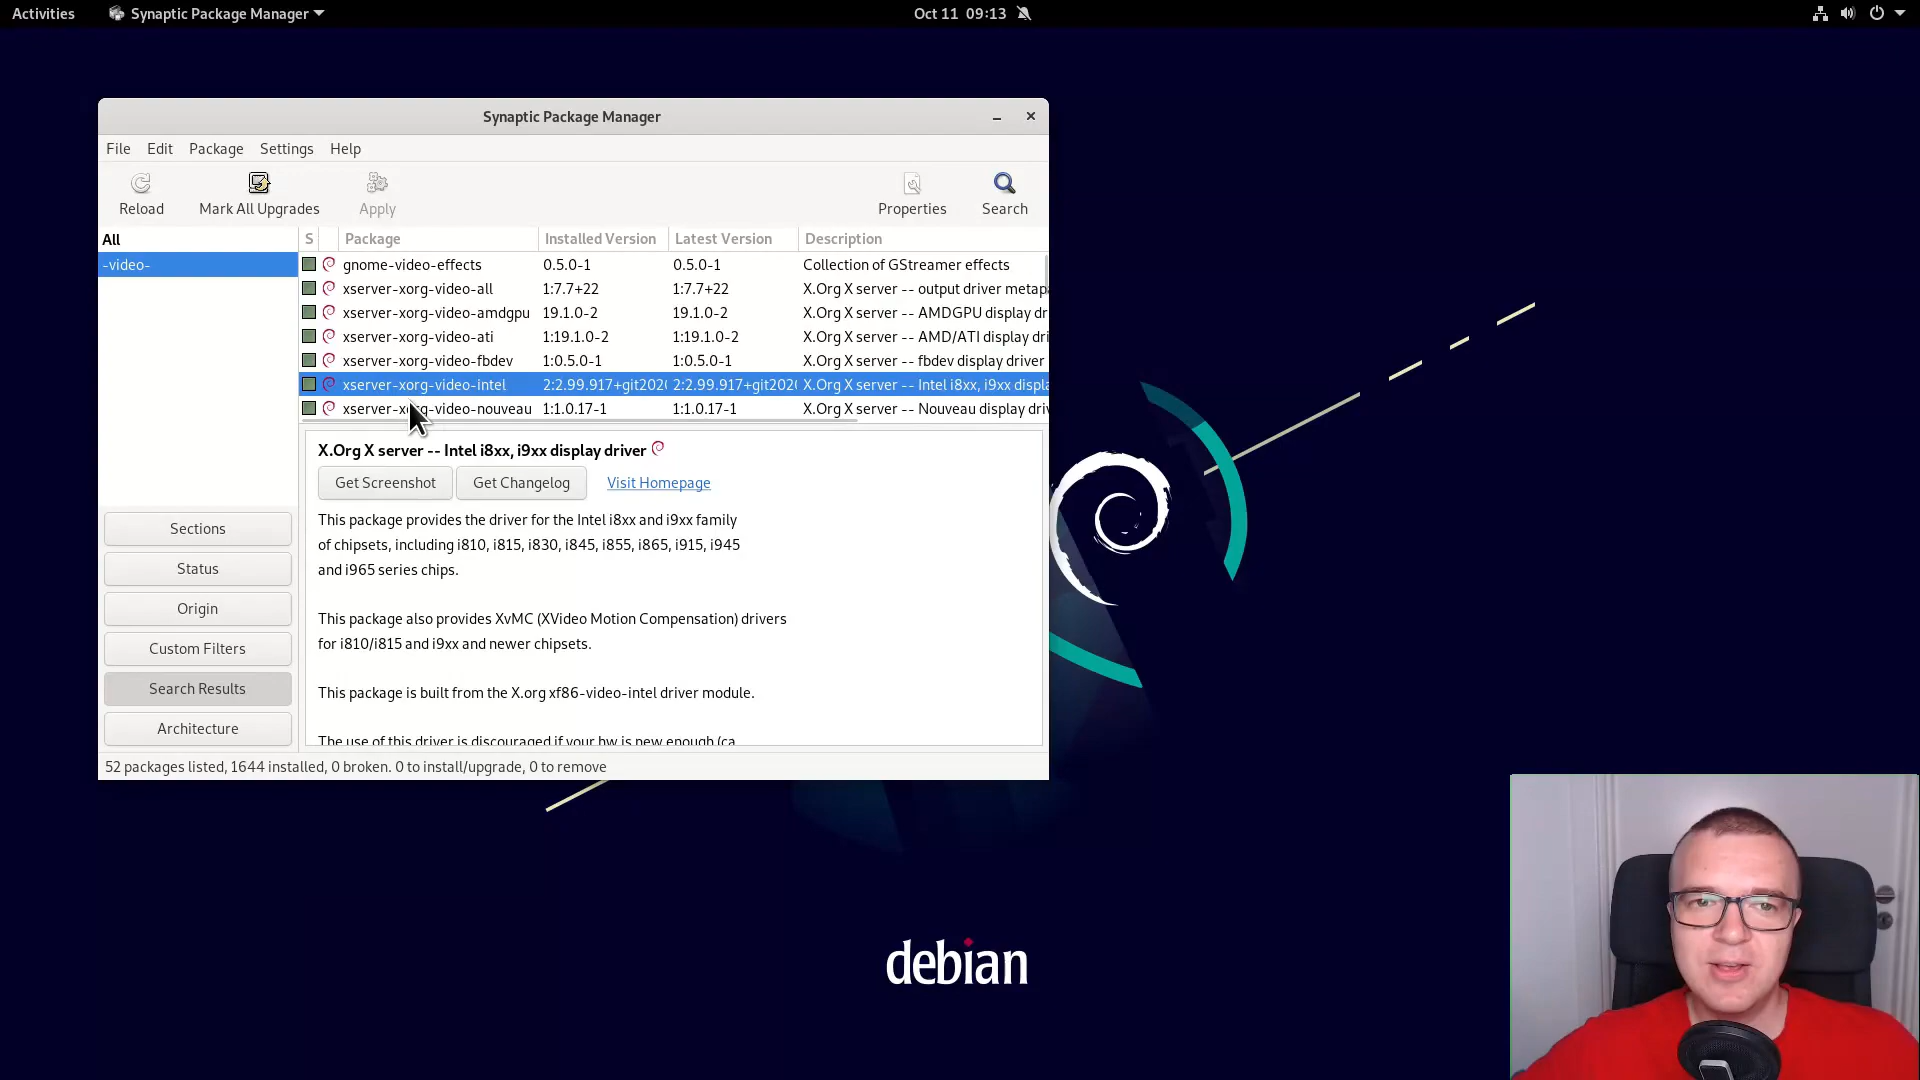 Activities Synaptic Package Manager Oct 11 09:13
Synaptic Package Manager
File Edit Package Settings Help
Reload Mark All Upgrades Apply Properties Search
All
-video-
S Package Installed Version Latest Version Description
gnome-video-effects 0.5.0-1 0.5.0-1 Collection of GStreamer effects
xserver-xorg-video-all 1:7.7+22 1:7.7+22 X.Org X server -- output driver metap
xserver-xorg-video-amdgpu 19.1.0-2 19.1.0-2 X.Org X server -- AMDGPU display dr
xserver-xorg-video-ati 1:19.1.0-2 1:19.1.0-2 X.Org X server -- AMD/ATI display dri
xserver-xorg-video-fbdev 1:0.5.0-1 1:0.5.0-1 X.Org X server -- fbdev display driver
xserver-xorg-video-intel 2:2.99.917+git202 2:2.99.917+git202 X.Org X server -- Intel i8xx, i9xx displa
xserver-xorg-video-nouveau 1:1.0.17-1 1:1.0.17-1 X.Org X server -- Nouveau display driv
X.Org X server -- Intel i8xx, i9xx display driver
Get Screenshot Get Changelog Visit Homepage
This package provides the driver for the Intel i8xx and i9xx family
of chipsets, including i810, i815, i830, i845, i855, i865, i915, i945
and i965 series chips.
This package also provides XvMC (XVideo Motion Compensation) drivers
for i810/i815 and i9xx and newer chipsets.
This package is built from the X.org xf86-video-intel driver module.
The use of this driver is discouraged if your hw is new enough (ca
Sections
Status
Origin
Custom Filters
Search Results
Architecture
52 packages listed, 1644 installed, 0 broken. 0 to install/upgrade, 0 to remove
debian